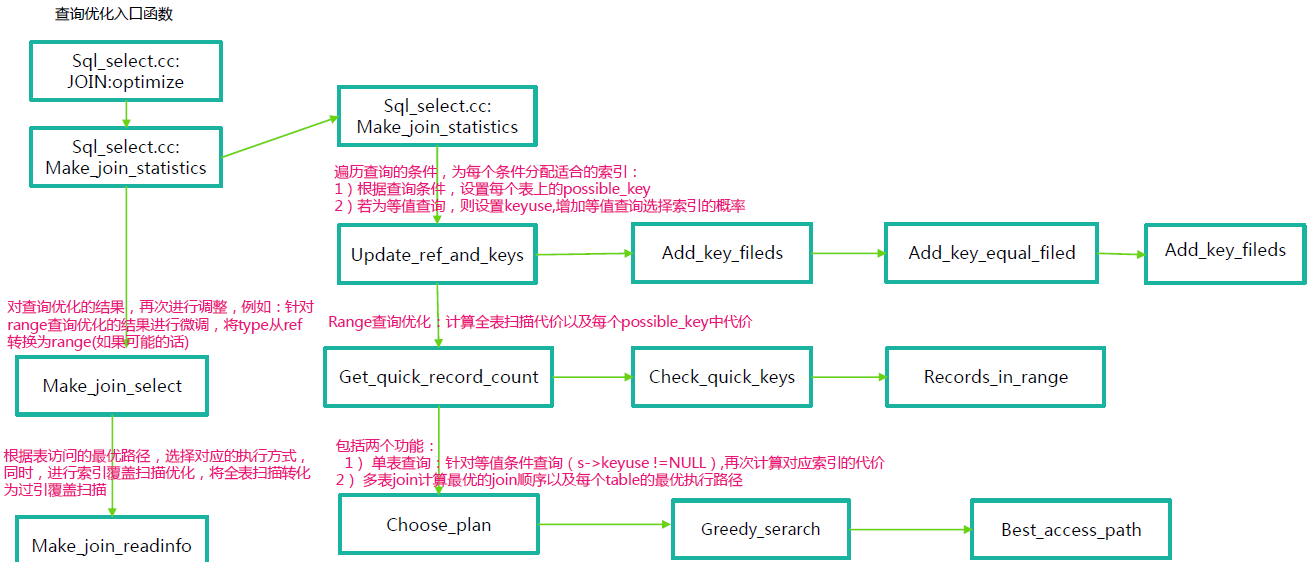 查询优化入口函数
Sql_select.cc:
JOIN:optimize
Sql_select.cc:
Make_join_statistics
Sql_select.cc:
Make_join_statistics
遍历查询的条件，为每个条件分配适合的索引：
1）根据查询条件，设置每个表上的possible_key
2）若为等值查询，则设置keyuse,增加等值查询选择索引的概率
Update_ref_and_keys
Add_key_fileds
Add_key_equal_filed
Add_key_fileds
对查询优化的结果，再次进行调整，例如：针对
range查询优化的结果进行微调，将type从ref
转换为range(如果可能的话)
Range查询优化：计算全表扫描代价以及每个possible_key中代价
Make_join_select
Get_quick_record_count
Check_quick_keys
Records_in_range
根据表访问的最优路径，选择对应的执行方式，
同时，进行索引覆盖扫描优化，将全表扫描转化
为过引覆盖扫描
包括两个功能：
1） 单表查询：针对等值条件查询（s->keyuse !=NULL）,再次计算对应索引的代价
2） 多表join计算最优的join顺序以及每个table的最优执行路径
Make_join_readinfo
Choose_plan
Greedy_serarch
Best_access_path